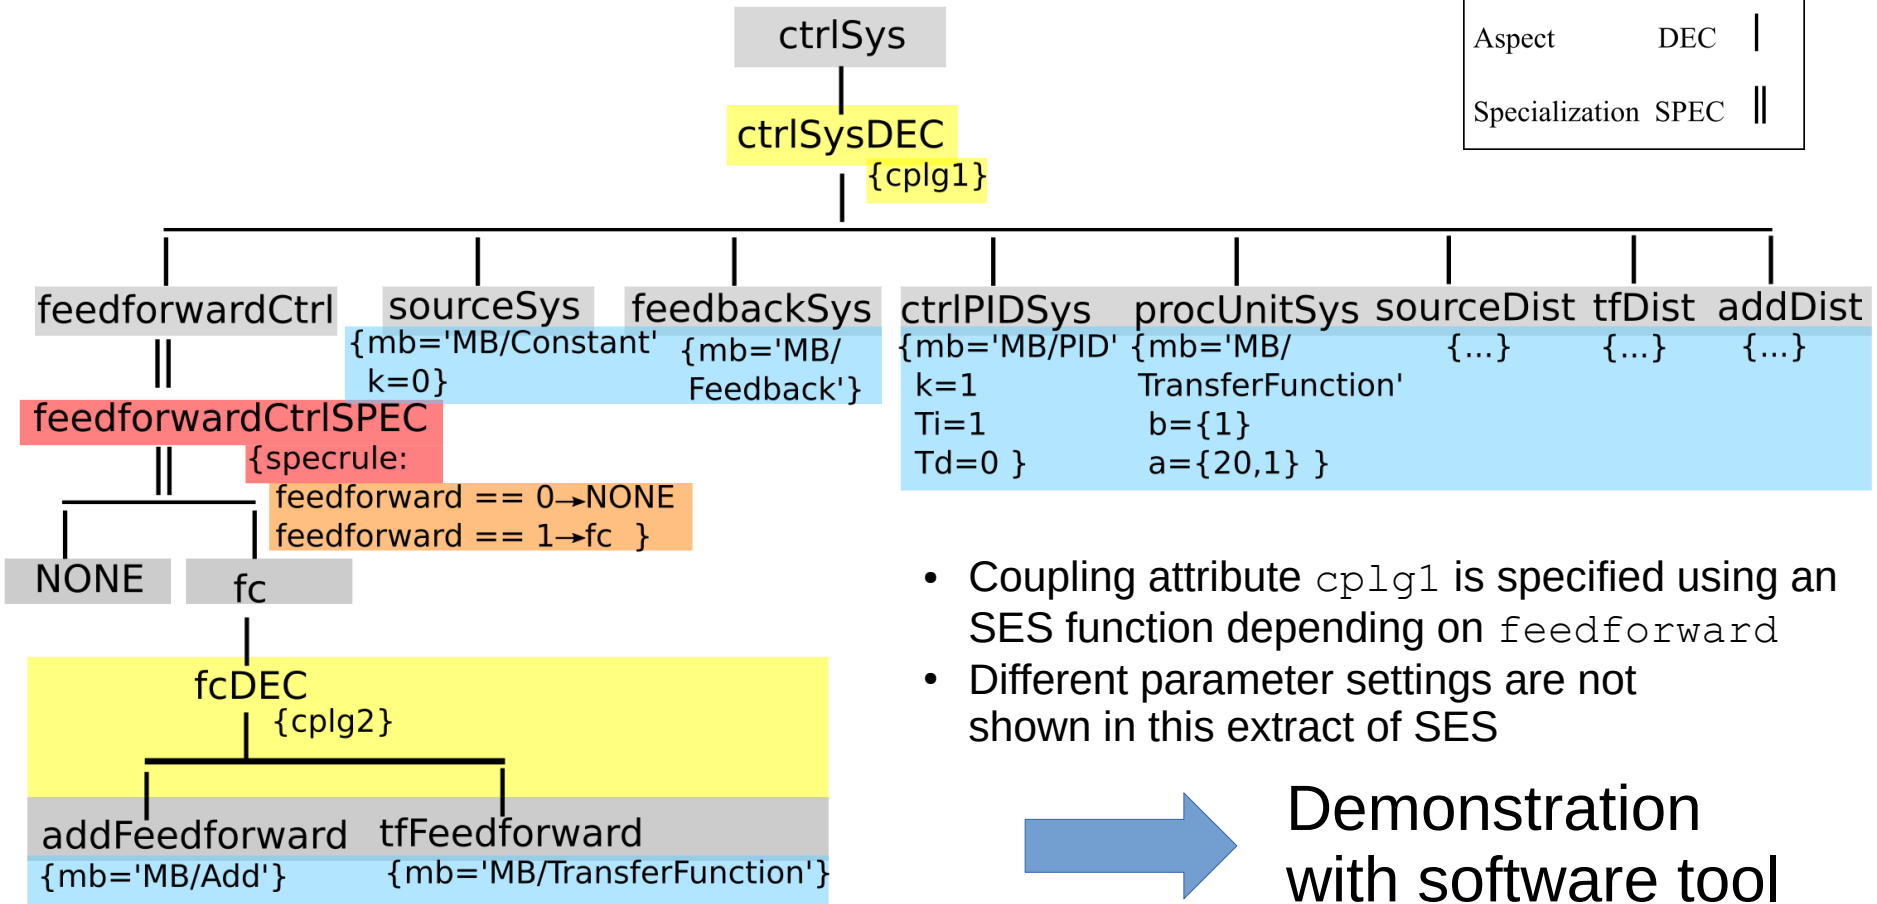 ctrlSys
Aspect DEC
Specialization SPEC
ctrlSysDEC
{cplg1}
feedforwardCtrl
sourceSys
{mb='MB/Constant'
k=0}
feedbackSys
{mb='MB/
Feedback'}
ctrlPIDSys
{mb='MB/PID'
k=1
Ti=1
Td=0 }
procUnitSys
{mb='MB/
TransferFunction'
b={1}
a={20,1} }
sourceDist
{...}
tfDist
{...}
addDist
{...}
feedforwardCtrlSPEC
{specrule:
feedforward == 0→NONE
feedforward == 1→fc }
NONE
fc
fcDEC
{cplg2}
addFeedforward
{mb='MB/Add'}
tfFeedforward
{mb='MB/TransferFunction'}
• Coupling attribute cplg1 is specified using an
SES function depending on feedforward
• Different parameter settings are not
shown in this extract of SES
Demonstration
with software tool